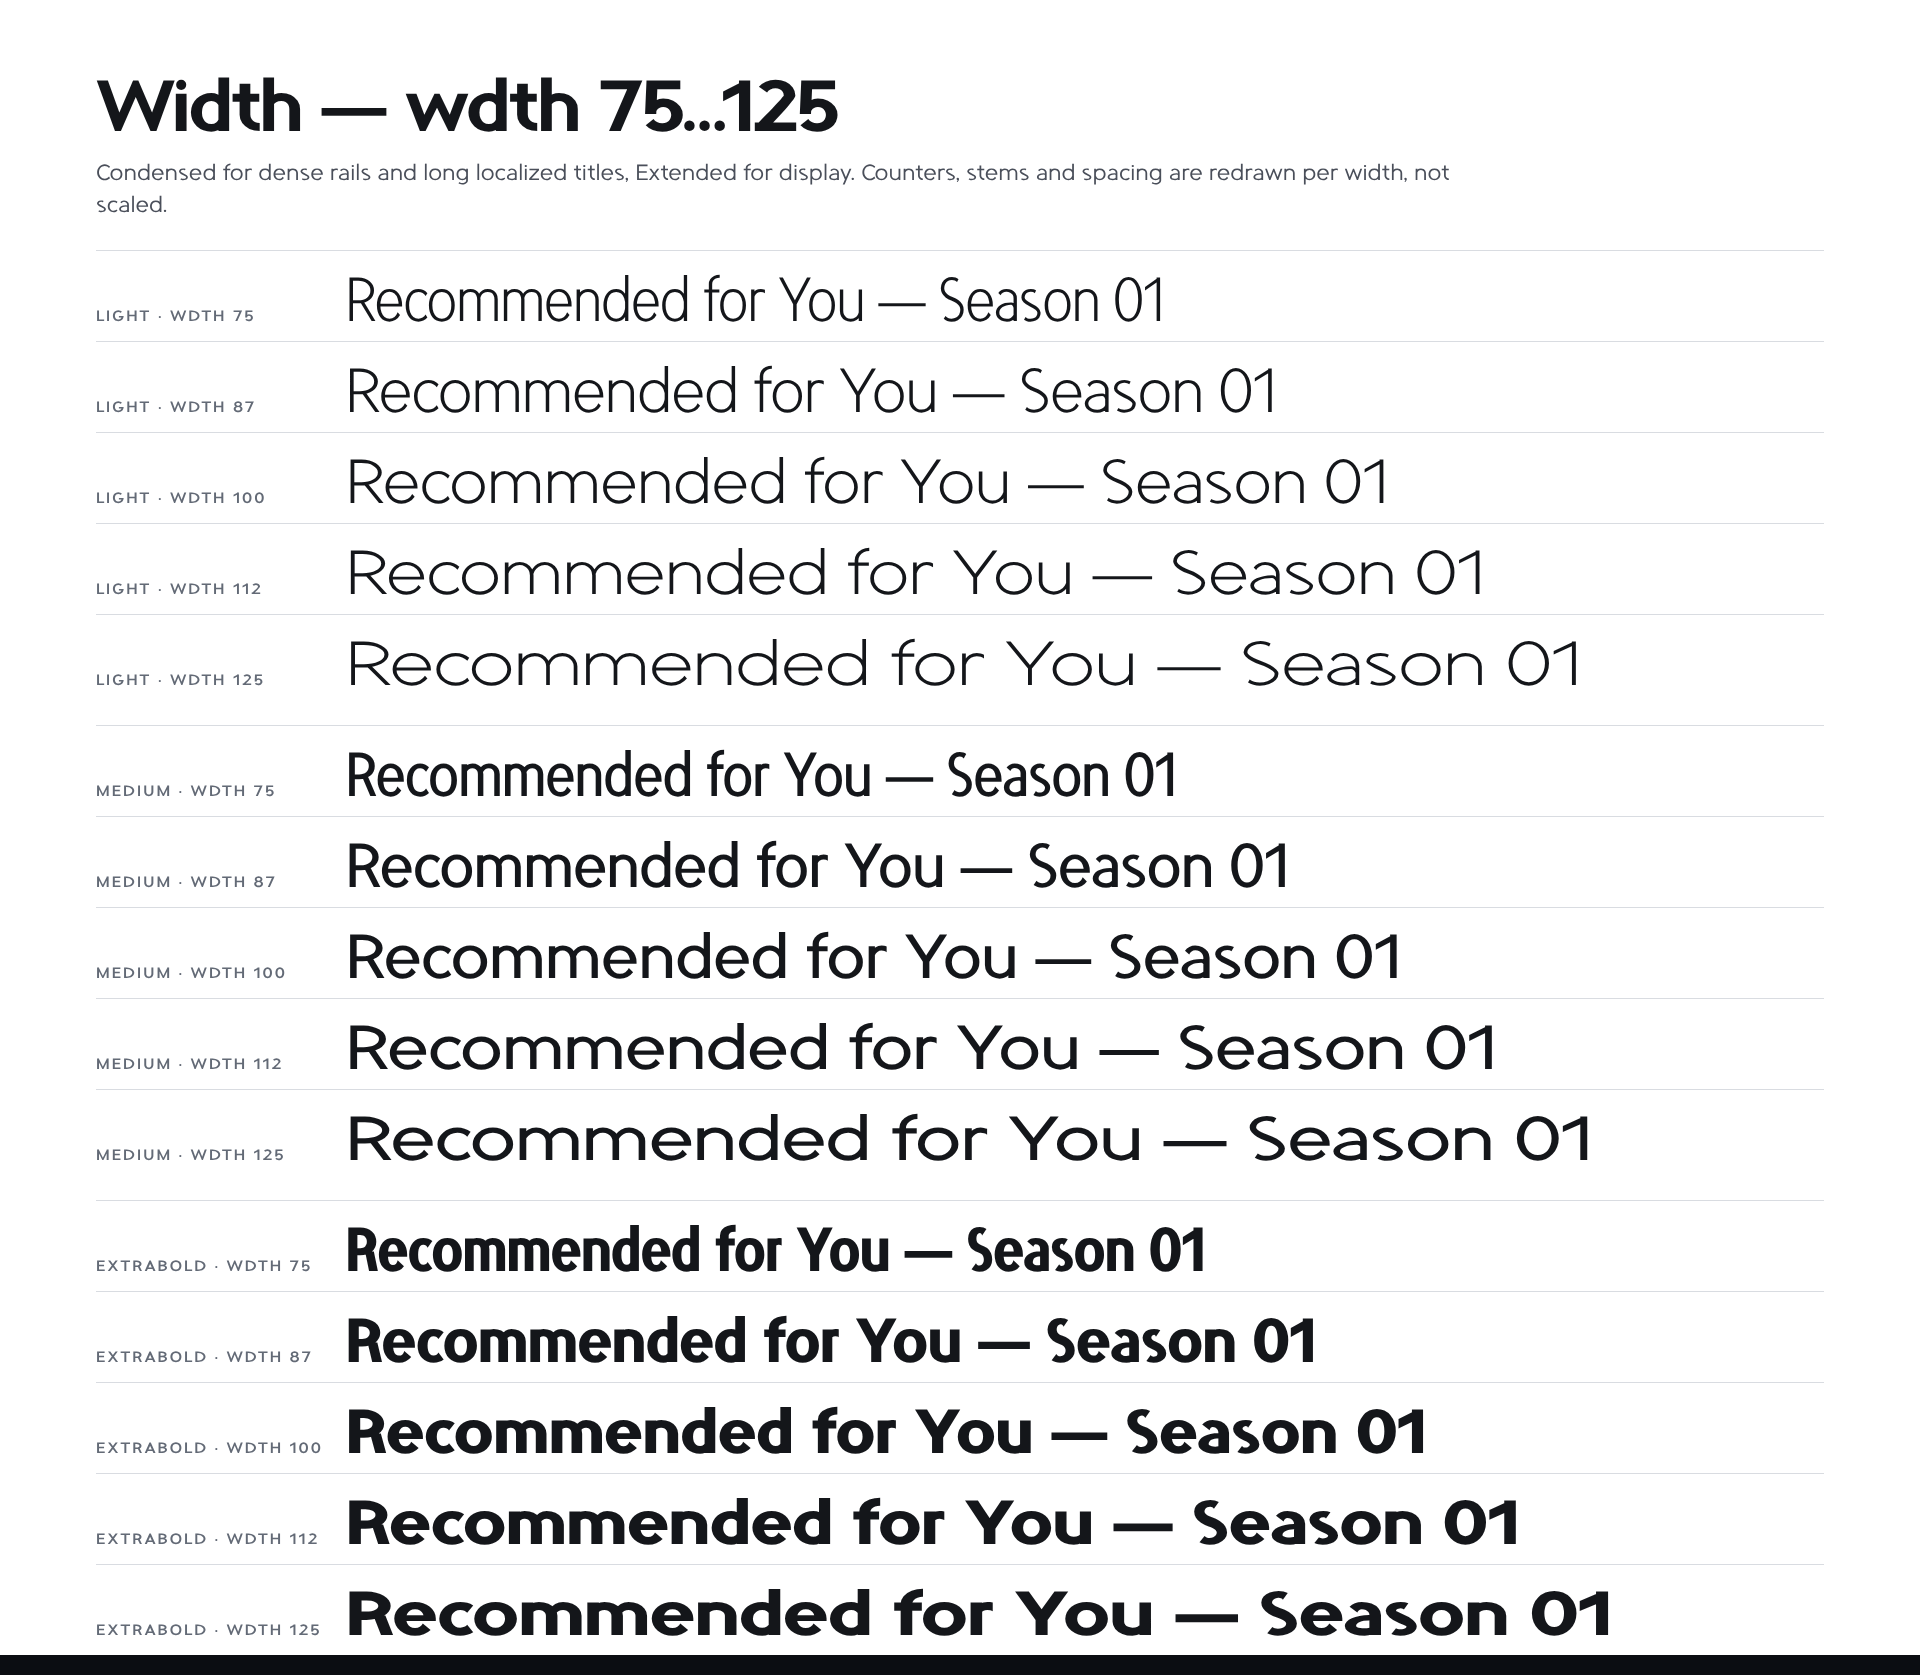 Width — wdth 75…125
Condensed for dense rails and long localized titles, Extended for display. Counters, stems and spacing are redrawn per width, not
scaled.
LIGHT · WDTH 75 Recommended for You — Season 01
LIGHT · WDTH 87 Recommended for You — Season 01
LIGHT · WDTH 100 Recommended for You — Season 01
LIGHT · WDTH 112 Recommended for You — Season 01
LIGHT · WDTH 125 Recommended for You — Season 01
MEDIUM · WDTH 75 Recommended for You — Season 01
MEDIUM · WDTH 87 Recommended for You — Season 01
MEDIUM · WDTH 100 Recommended for You — Season 01
MEDIUM · WDTH 112 Recommended for You — Season 01
MEDIUM · WDTH 125 Recommended for You — Season 01
EXTRABOLD · WDTH 75 Recommended for You — Season 01
EXTRABOLD · WDTH 87 Recommended for You — Season 01
EXTRABOLD · WDTH 100 Recommended for You — Season 01
EXTRABOLD · WDTH 112 Recommended for You — Season 01
EXTRABOLD · WDTH 125 Recommended for You — Season 01